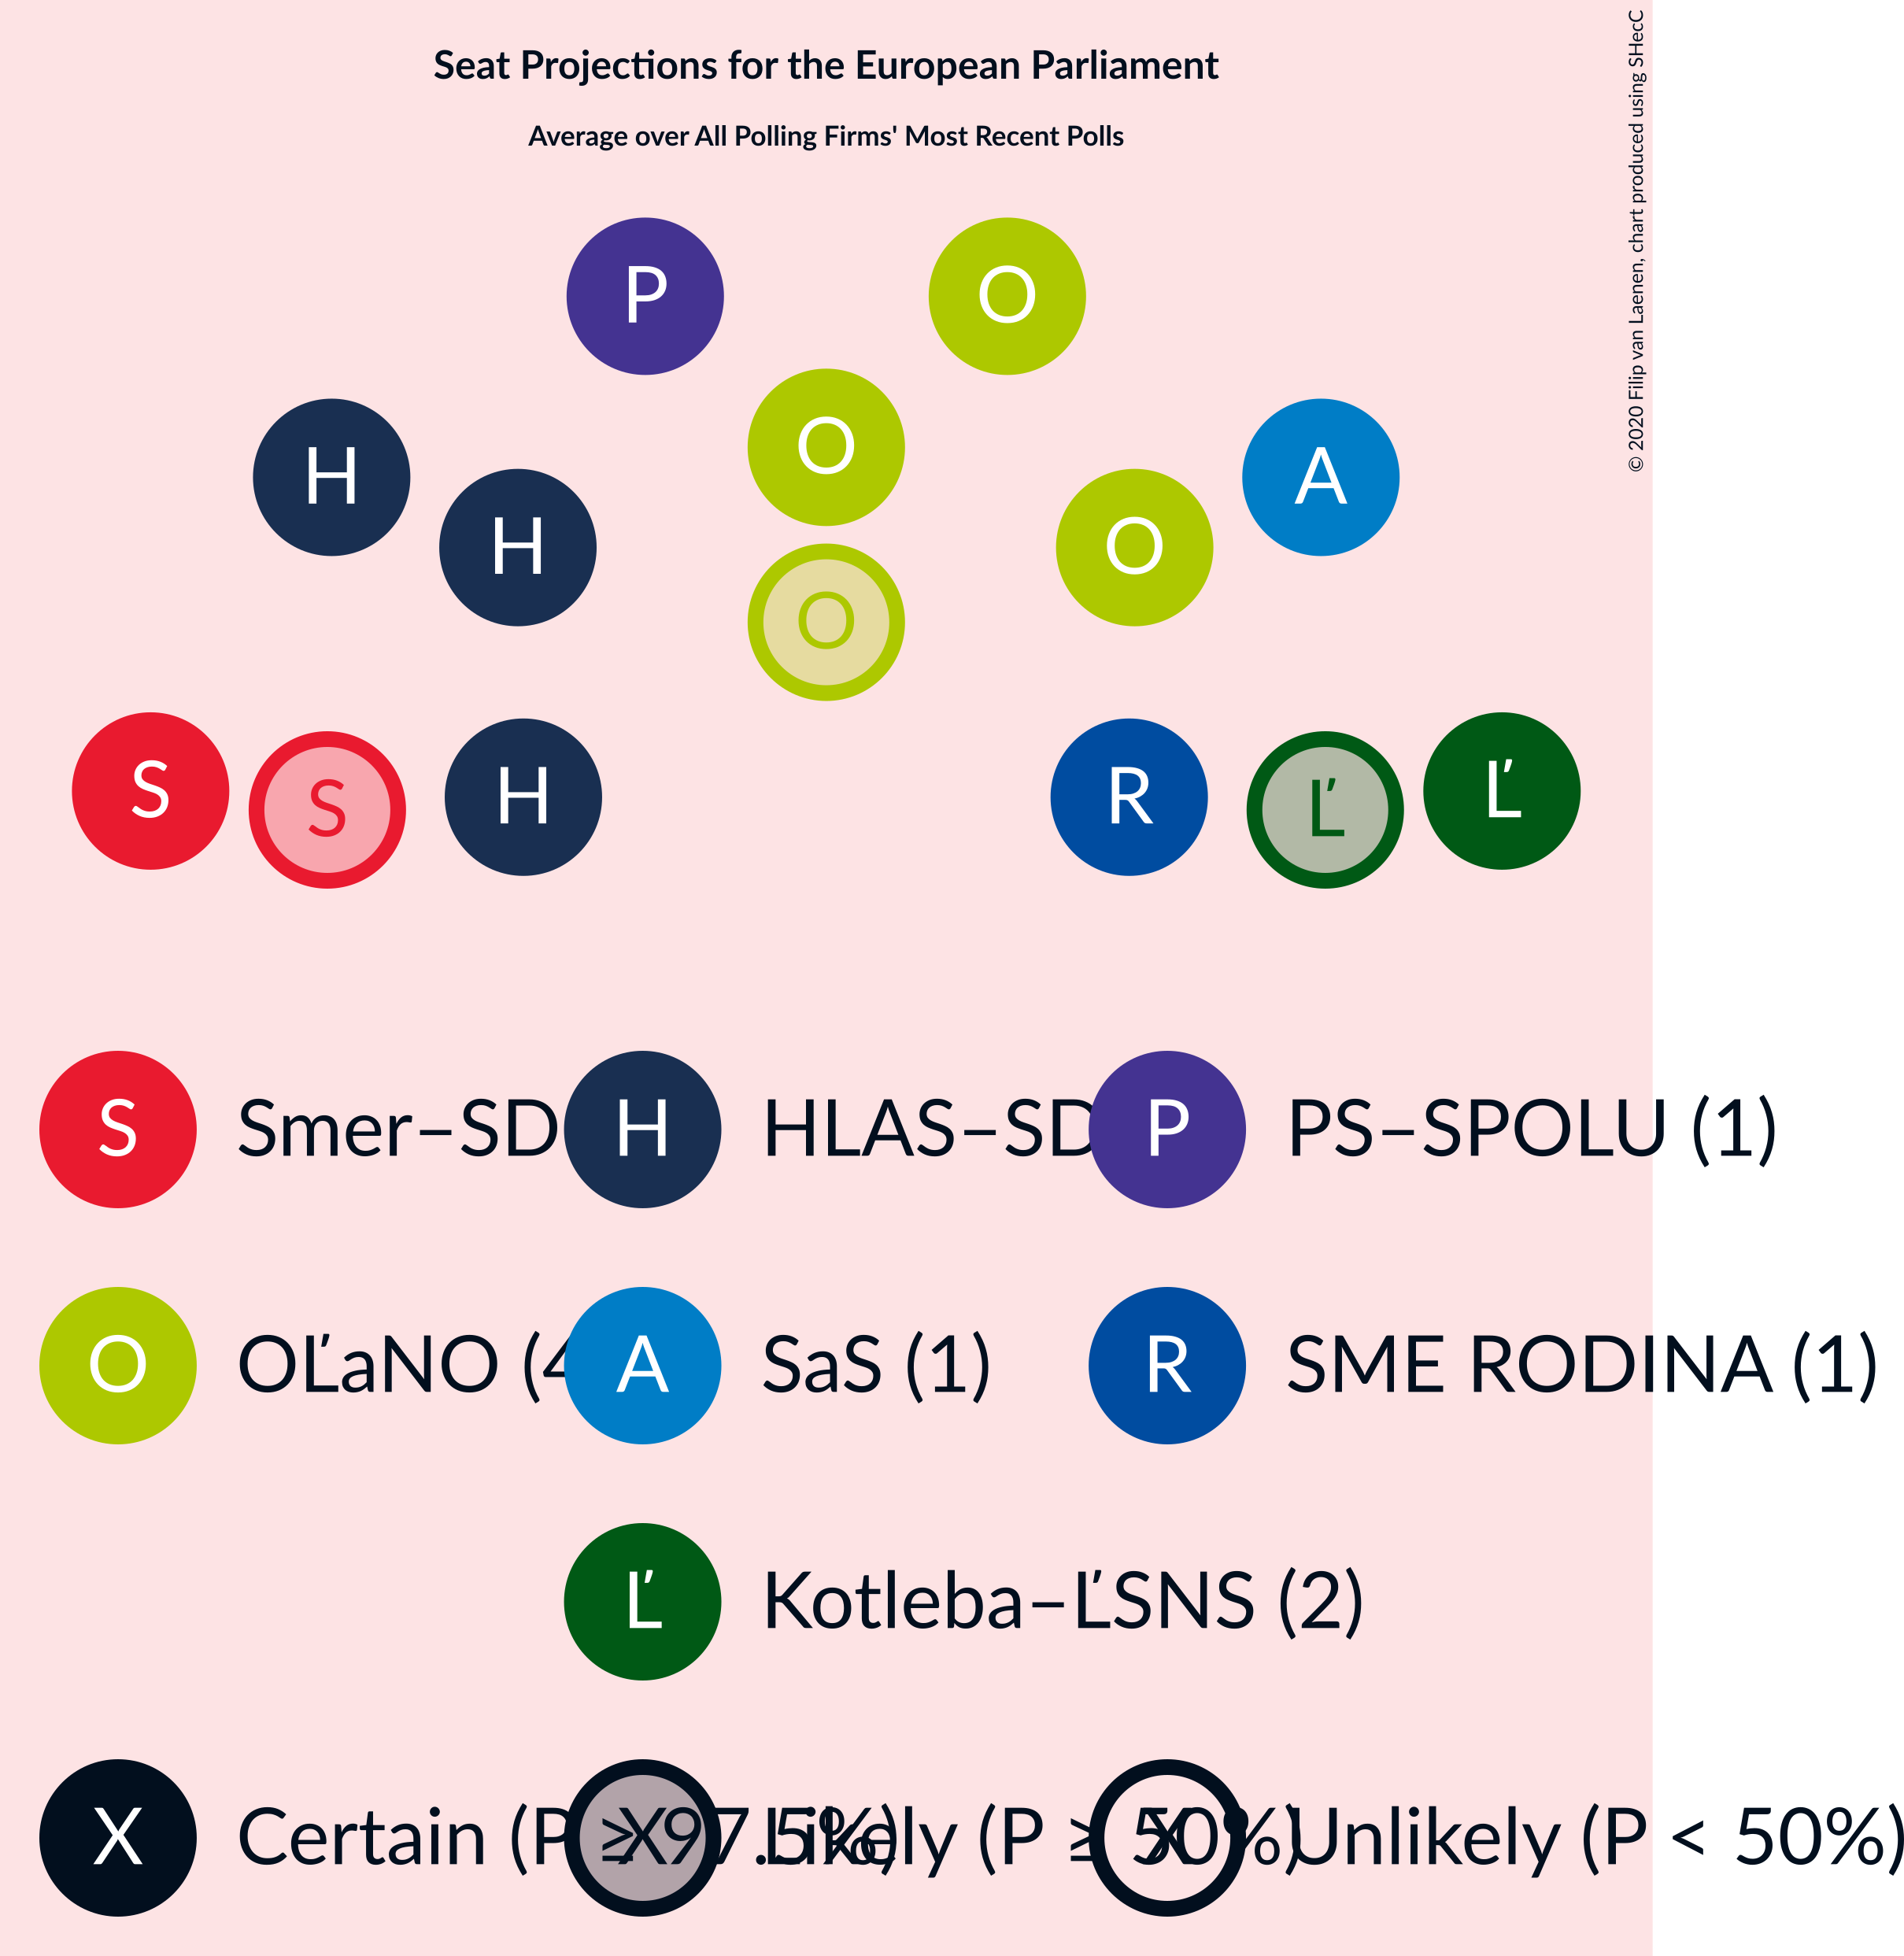 Seat Projections for the European Parliament
Average over All Polling Firms' Most Recent Polls
© 2020 Filip van Laenen, chart produced using SHecC
P O
O
H A
H O
O
S S H R Ľ Ľ
S Smer–SD H HLAS–SD P PS–SPOLU (1)
O OĽaNO (4 A SaS (1) R SME RODINA (1)
Ľ Kotleba–ĽSNS (2)
X Certain (P ≥ 97.5%) X Likely (P ≥ 50%) X Unlikely (P < 50%)